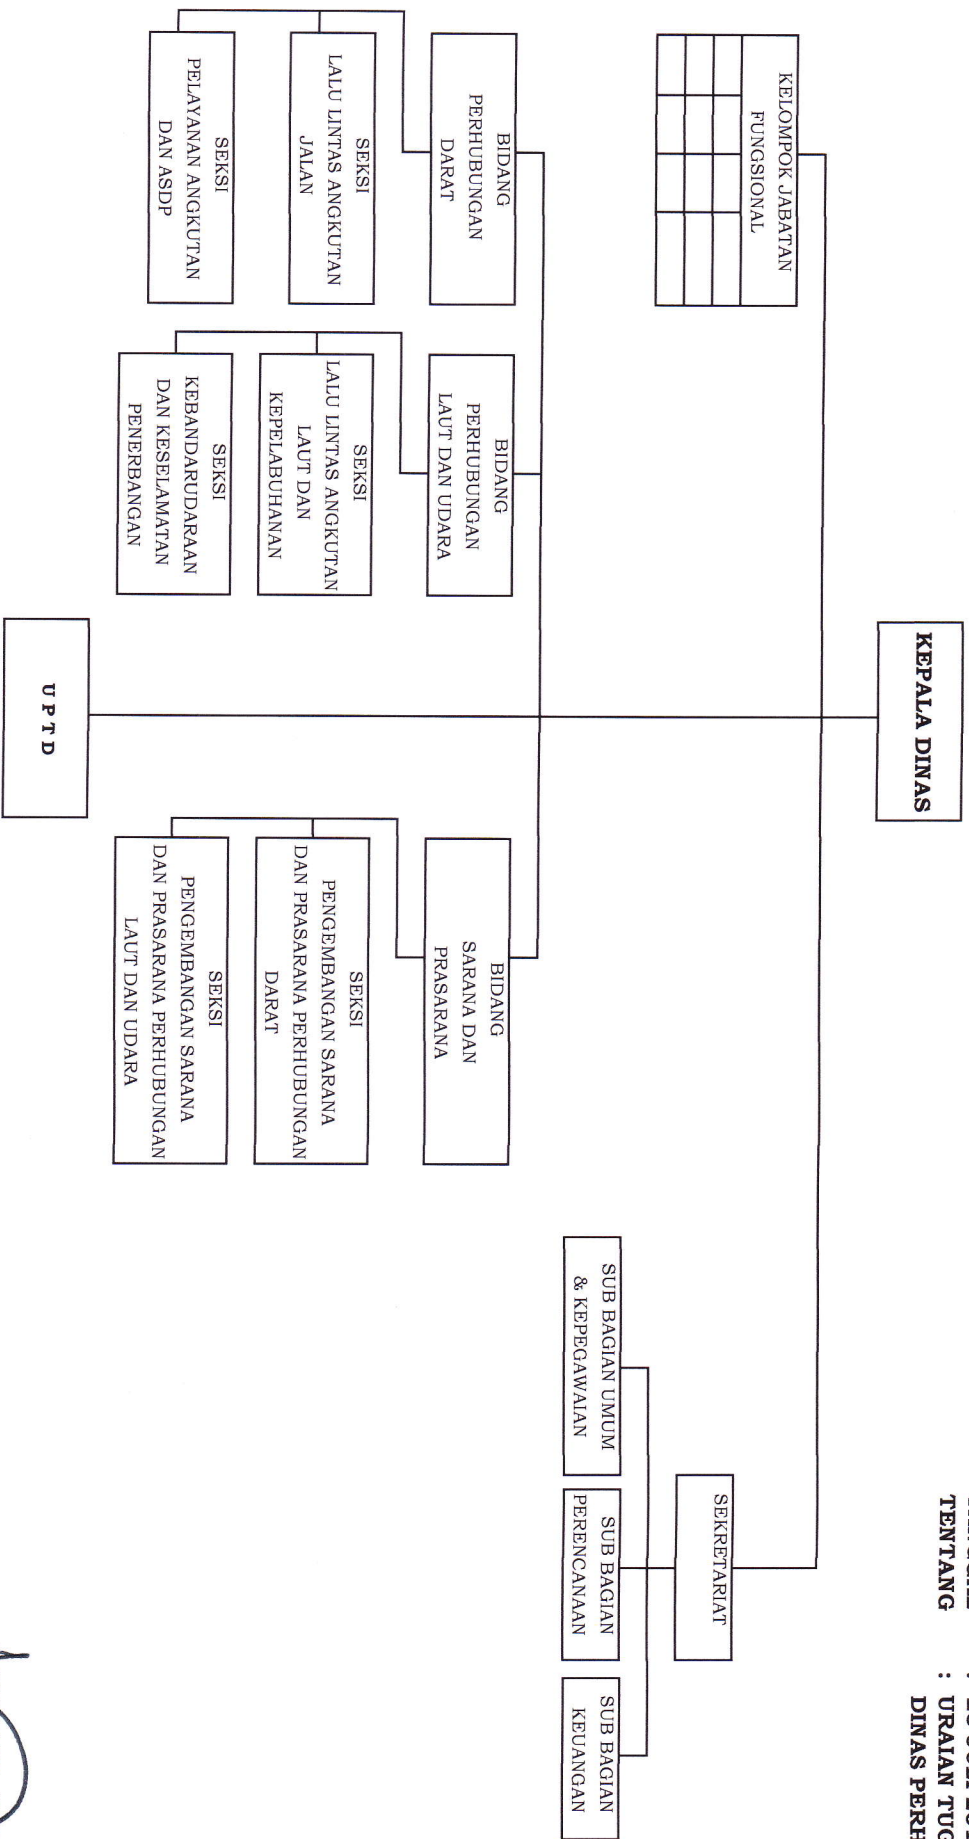 TENTANG : URAIAN TUG
DINAS PERH
KEPALA DINAS
KELOMPOK JABATAN
FUNGSIONAL
SEKRETARIAT
SUB BAGIAN UMUM
& KEPEGAWAIAN
SUB BAGIAN
PERENCANAAN
SUB BAGIAN
KEUANGAN
BIDANG
PERHUBUNGAN
DARAT
SEKSI
LALU LINTAS ANGKUTAN
JALAN
SEKSI
PELAYANAN ANGKUTAN
DAN ASDP
BIDANG
PERHUBUNGAN
LAUT DAN UDARA
SEKSI
LALU LINTAS ANGKUTAN
LAUT DAN
KEPELABUHANAN
SEKSI
KEBANDARUDARAAN
DAN KESELAMATAN
PENERBANGAN
BIDANG
SARANA DAN
PRASARANA
SEKSI
PENGEMBANGAN SARANA
DAN PRASARANA PERHUBUNGAN
DARAT
SEKSI
PENGEMBANGAN SARANA
DAN PRASARANA PERHUBUNGAN
LAUT DAN UDARA
U P T D